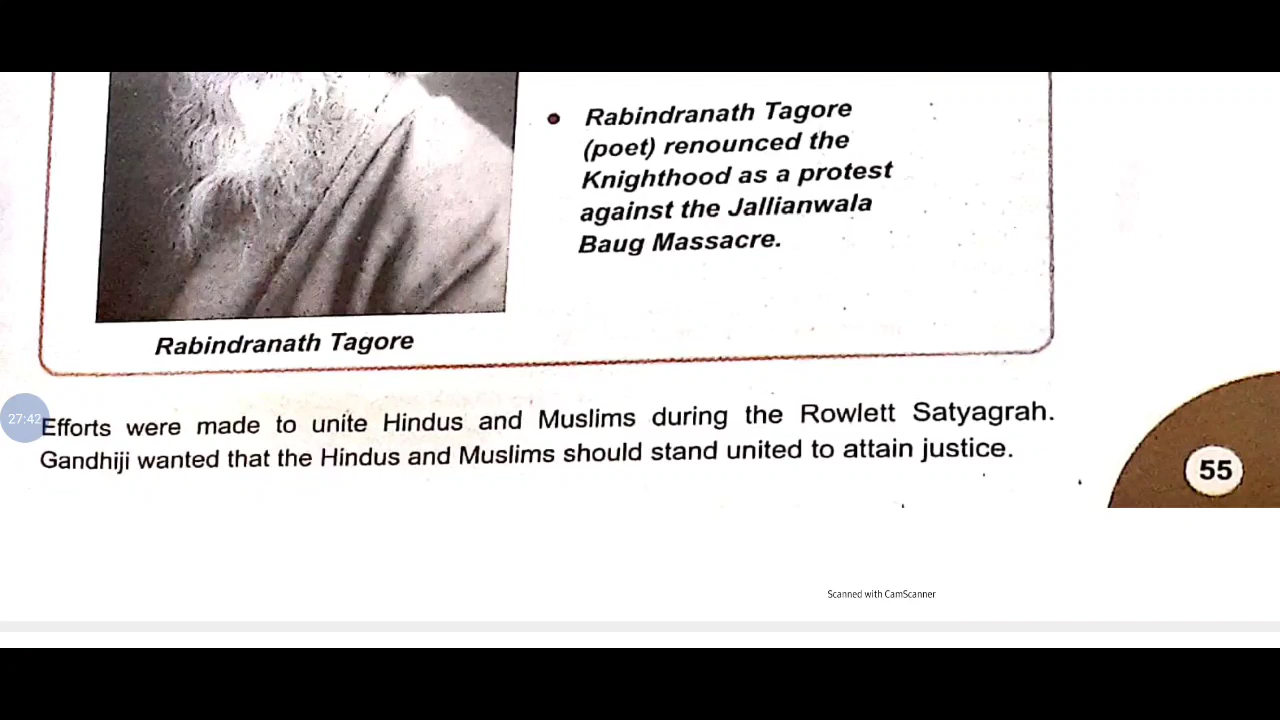 • Rabindranath Tagore
(poet) renounced the
Knighthood as a protest
against the Jallianwala
Baug Massacre.
Rabindranath Tagore
27:42
Efforts were made to unite Hindus and Muslims during the Rowlett Satyagrah.
Gandhiji wanted that the Hindus and Muslims should stand united to attain justice.
55
Scanned with CamScanner